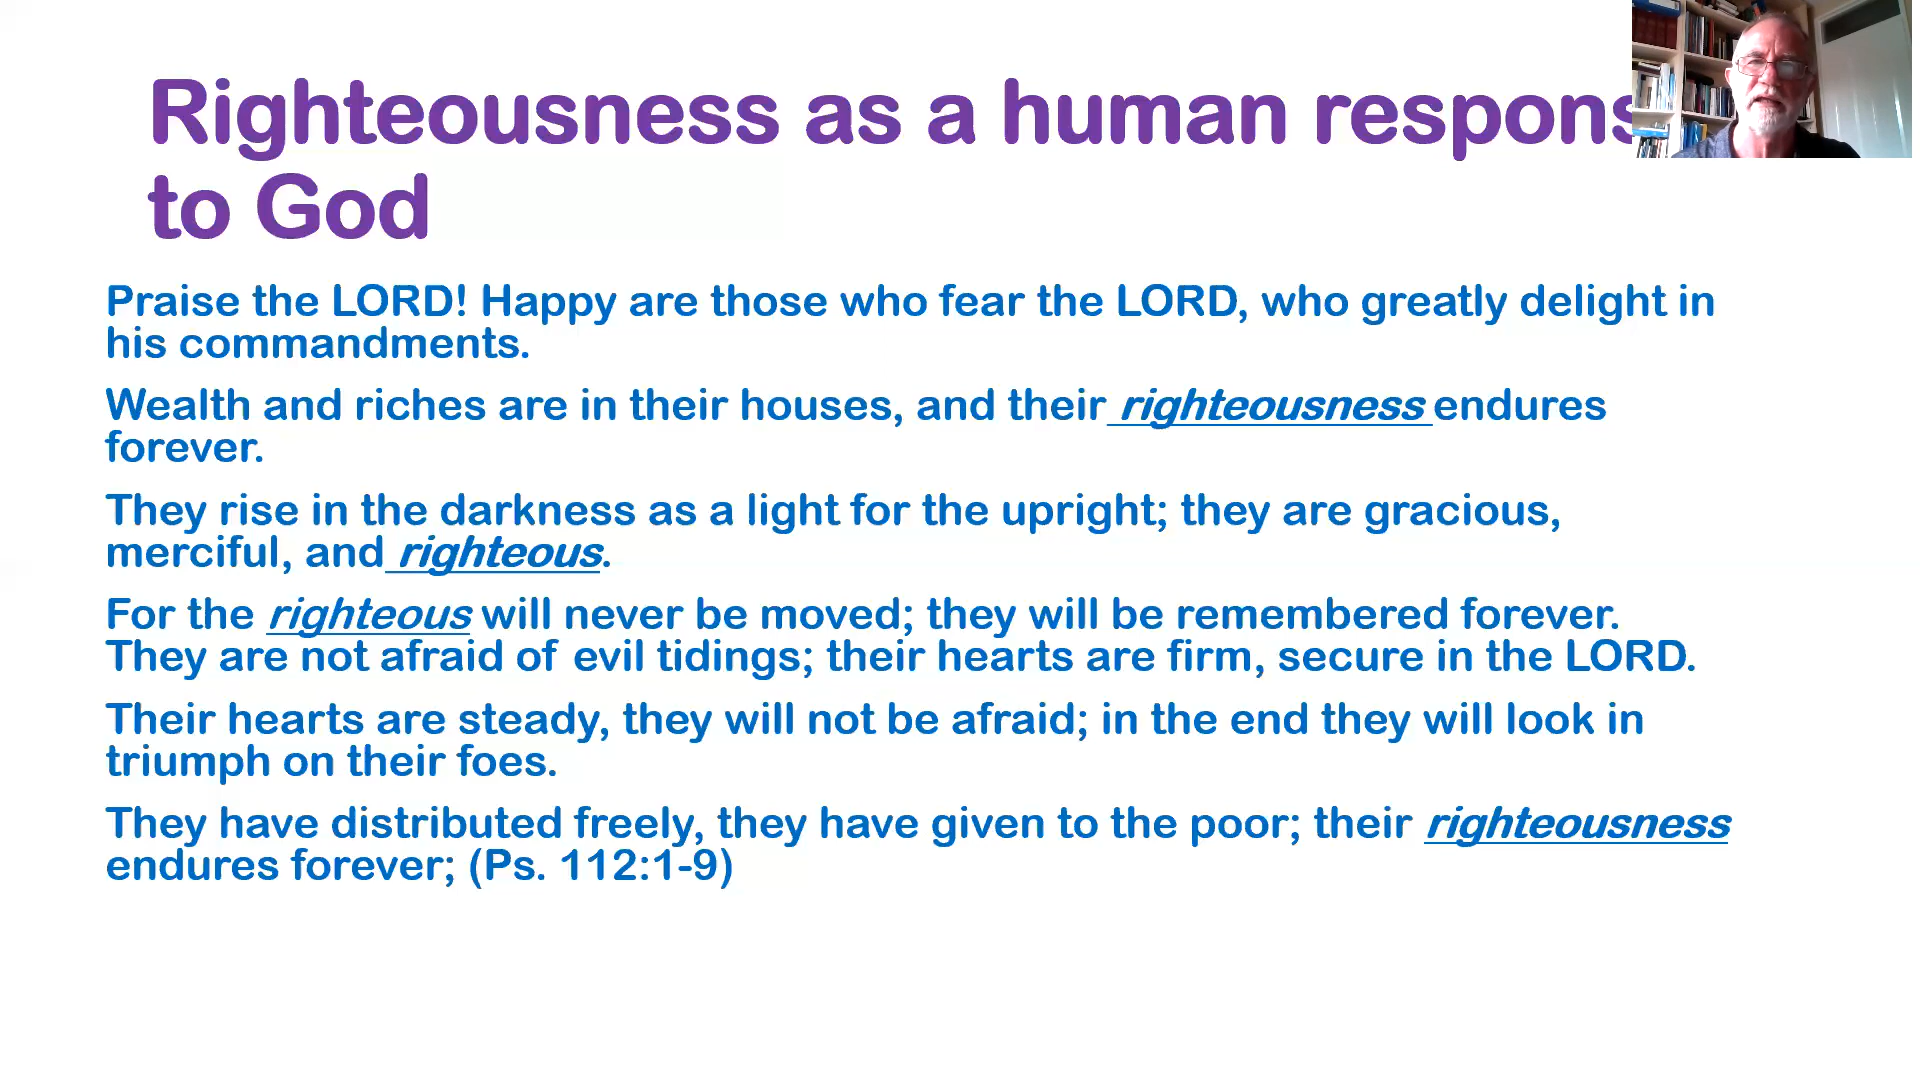 Righteousness as a human respons
to God
Praise the LORD! Happy are those who fear the LORD, who greatly delight in
his commandments.
Wealth and riches are in their houses, and their righteousness endures
forever.
They rise in the darkness as a light for the upright; they are gracious,
merciful, and righteous.
For the righteous will never be moved; they will be remembered forever.
They are not afraid of evil tidings; their hearts are firm, secure in the LORD.
Their hearts are steady, they will not be afraid; in the end they will look in
triumph on their foes.
They have distributed freely, they have given to the poor; their righteousness
endures forever; (Ps. 112:1-9)